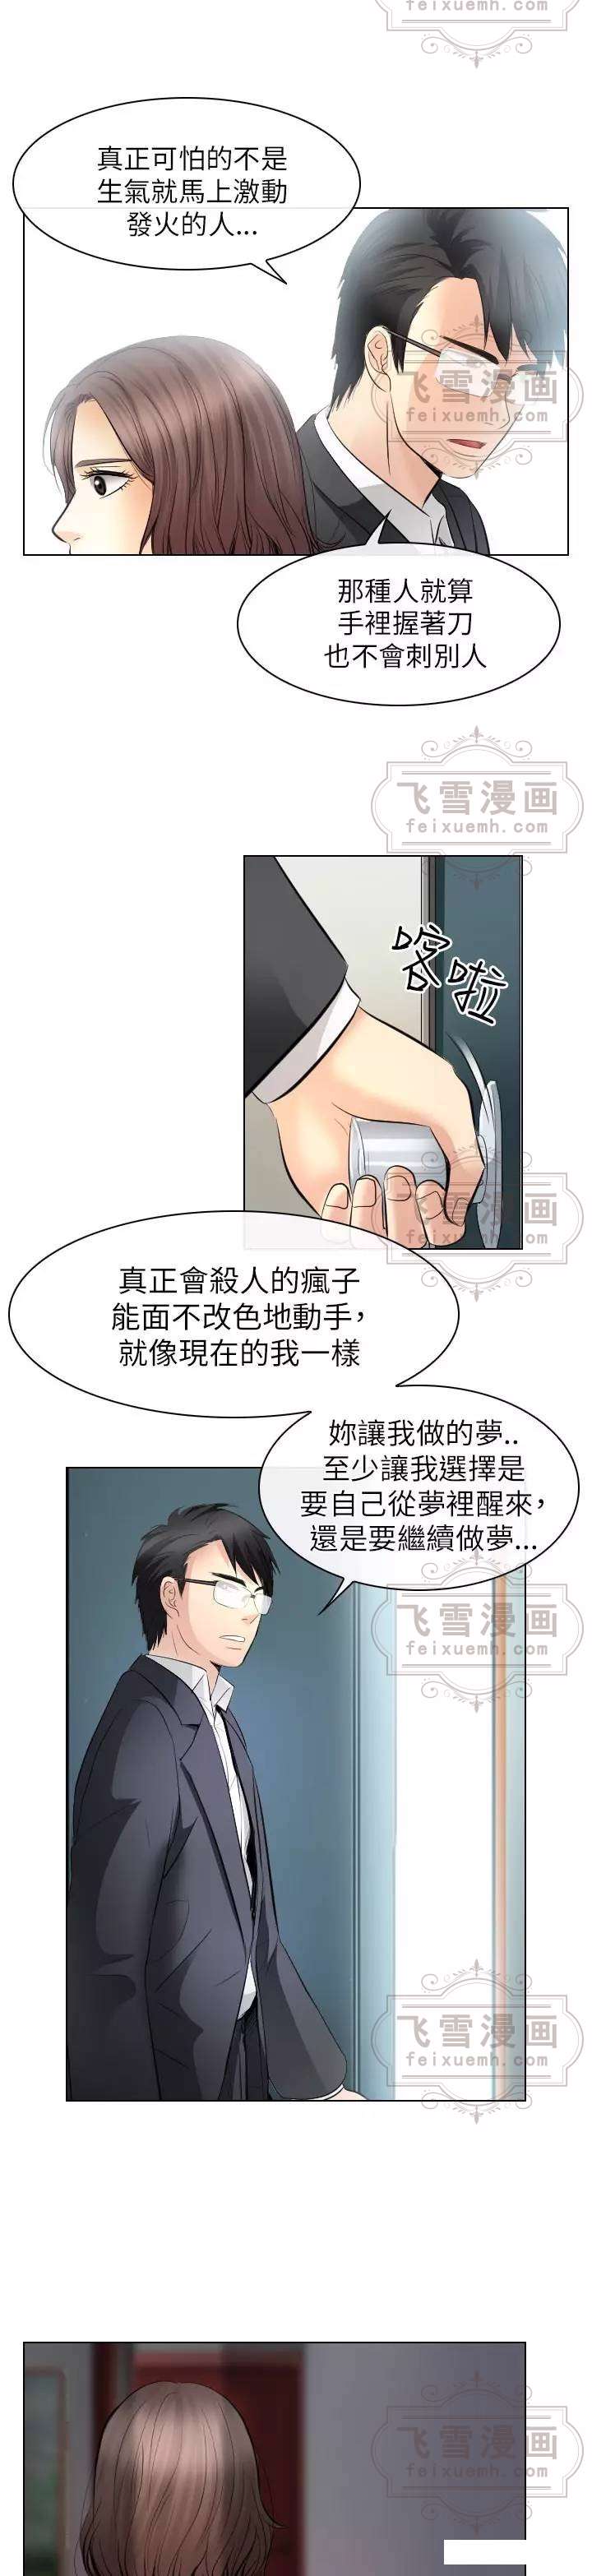 feixuemh.com
真正可怕的不是
生氣就馬上激動
發火的人...
飞雪漫画
feixuemh.com
那種人就算
手裡握著刀
也不會刺別人
飞雪漫画
feixuemh.com
喀啦
飞雪漫画
feixuemh.com
真正會殺人的瘋子
能面不改色地動手，
就像現在的我一樣
妳讓我做的夢..
至少讓我選擇是
要自己從夢裡醒來，
還是要繼續做夢...
飞雪漫画
feixuemh.com
飞雪漫画
feixuemh.com
飞雪漫画
feixuemh.com